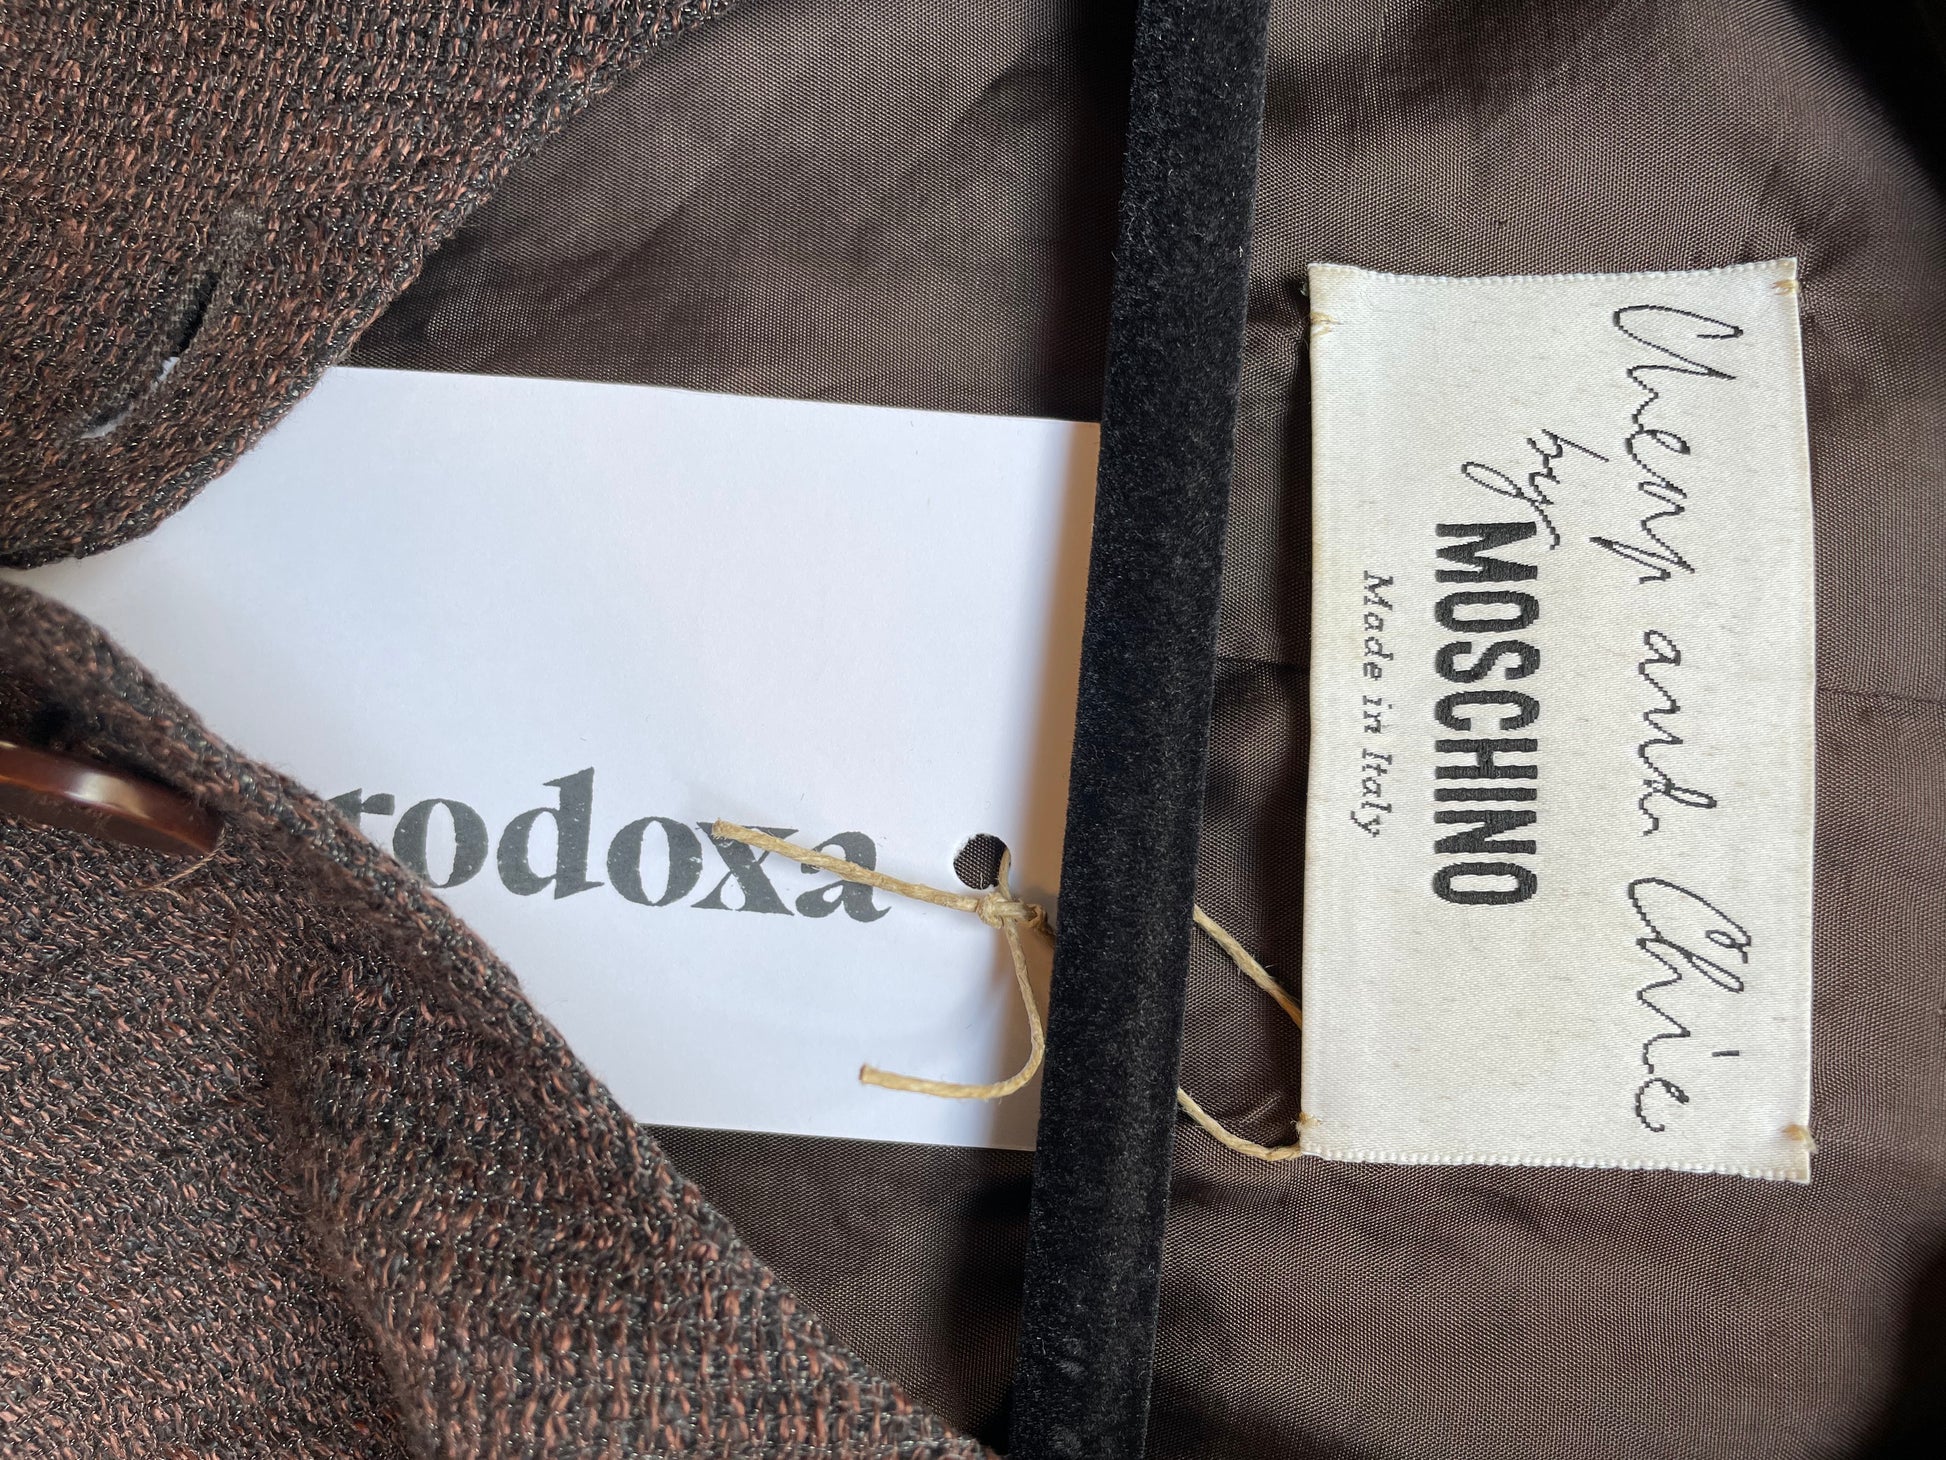 Cheap and Chic
by
MOSCHINO
Made in Italy
rodoxa